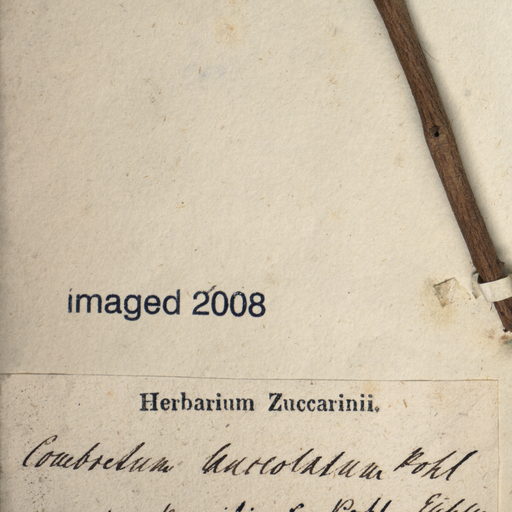 imaged 2008
Herbarium Zuccarinii.
Combretum lanceolatum Pohl